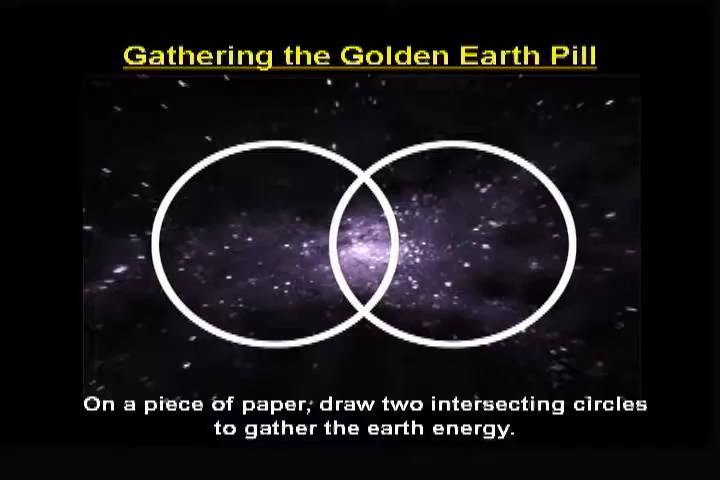 Gathering the Golden Earth Pill
On a piece of paper, draw two intersecting circles
to gather the earth energy.